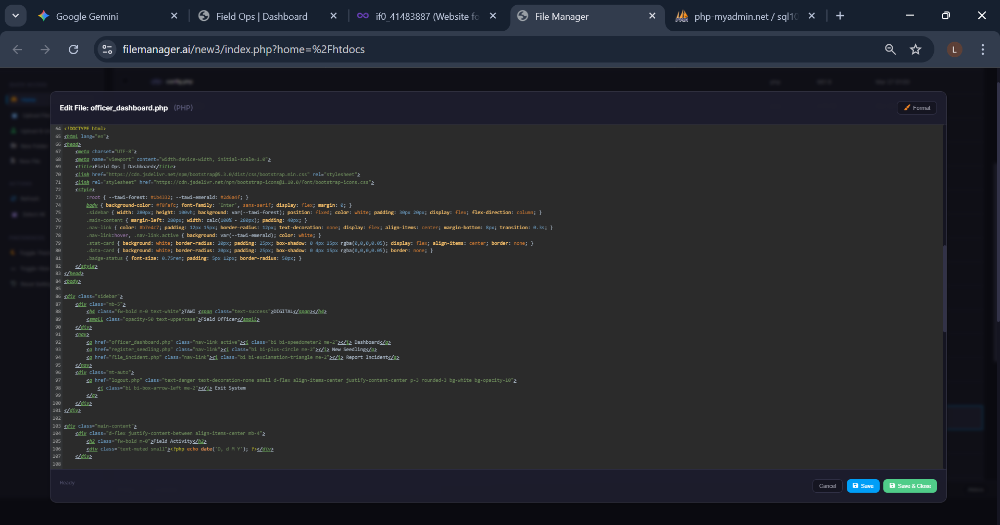 Google Gemini
Field Ops | Dashboard
if0_41483887 (Website fo
File Manager
php-myadmin.net / sql10
filemanager.ai/new3/index.php?home=%2Fhtdocs
L
config.php
Edit File: officer_dashboard.php (PHP)
Format
64 <!DOCTYPE html>
65 <html lang="en">
66 <head>
67 <meta charset="UTF-8">
68 <meta name="viewport" content="width=device-width, initial-scale=1.0">
69 <title>Field Ops | Dashboard</title>
70 <link href="https://cdn.jsdelivr.net/npm/bootstrap@5.3.0/dist/css/bootstrap.min.css" rel="stylesheet">
71 <link rel="stylesheet" href="https://cdn.jsdelivr.net/npm/bootstrap-icons@1.10.0/font/bootstrap-icons.css">
72 <style>
73 :root { --tawi-forest: #1b4332; --tawi-emerald: #2d6a4f; }
74 body { background-color: #f8fafc; font-family: 'Inter', sans-serif; display: flex; margin: 0; }
75 .sidebar { width: 280px; height: 100vh; background: var(--tawi-forest); position: fixed; color: white; padding: 30px 20px; display: flex; flex-direction: column; }
76 .main-content { margin-left: 280px; width: calc(100% - 280px); padding: 40px; }
77 .nav-link { color: #b7e4c7; padding: 12px 15px; border-radius: 12px; text-decoration: none; display: flex; align-items: center; margin-bottom: 8px; transition: 0.3s; }
78 .nav-link:hover, .nav-link.active { background: var(--tawi-emerald); color: white; }
79 .stat-card { background: white; border-radius: 20px; padding: 25px; box-shadow: 0 4px 15px rgba(0,0,0,0.05); display: flex; align-items: center; border: none; }
80 .data-card { background: white; border-radius: 20px; padding: 25px; box-shadow: 0 4px 15px rgba(0,0,0,0.05); border: none; }
81 .badge-status { font-size: 0.75rem; padding: 5px 12px; border-radius: 50px; }
82 </style>
83 </head>
84 <body>
85
86 <div class="sidebar">
87 <div class="mb-5">
88 <h4 class="fw-bold m-0 text-white">TAWI <span class="text-success">DIGITAL</span></h4>
89 <small class="opacity-50 text-uppercase">Field Officer</small>
90 </div>
91 <nav>
92 <a href="officer_dashboard.php" class="nav-link active"><i class="bi bi-speedometer2 me-2"></i> Dashboard</a>
93 <a href="register_seedling.php" class="nav-link"><i class="bi bi-plus-circle me-2"></i> New Seedling</a>
94 <a href="file_incident.php" class="nav-link"><i class="bi bi-exclamation-triangle me-2"></i> Report Incident</a>
95 </nav>
96 <div class="mt-auto">
97 <a href="logout.php" class="text-danger text-decoration-none small d-flex align-items-center justify-content-center p-3 rounded-3 bg-white bg-opacity-10">
98 <i class="bi bi-box-arrow-left me-2"></i> Exit System
99 </a>
100 </div>
101 </div>
102
103 <div class="main-content">
104 <div class="d-flex justify-content-between align-items-center mb-4">
105 <h2 class="fw-bold m-0">Field Activity</h2>
106 <div class="text-muted small"><?php echo date('D, d M Y'); ?></div>
107 </div>
108
Ready
Cancel
Save
Save & Close